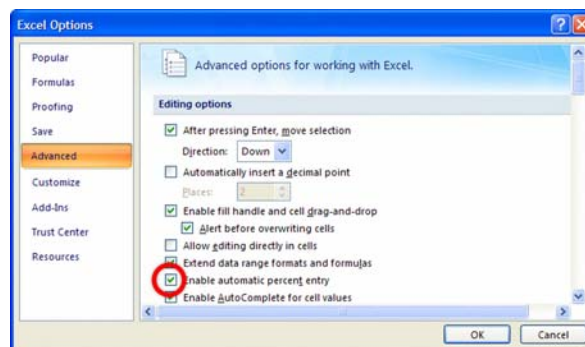 Excel Options
Popular
Formulas
Proofing
Save
Advanced
Customize
Add-Ins
Trust Center
Resources
Advanced options for working with Excel.
Editing options
After pressing Enter, move selection
Direction: Down
Automatically insert a decimal point
Places: 2
Enable fill handle and cell drag-and-drop
Alert before overwriting cells
Allow editing directly in cells
Extend data range formats and formulas
Enable automatic percent entry
Enable AutoComplete for cell values
OK Cancel